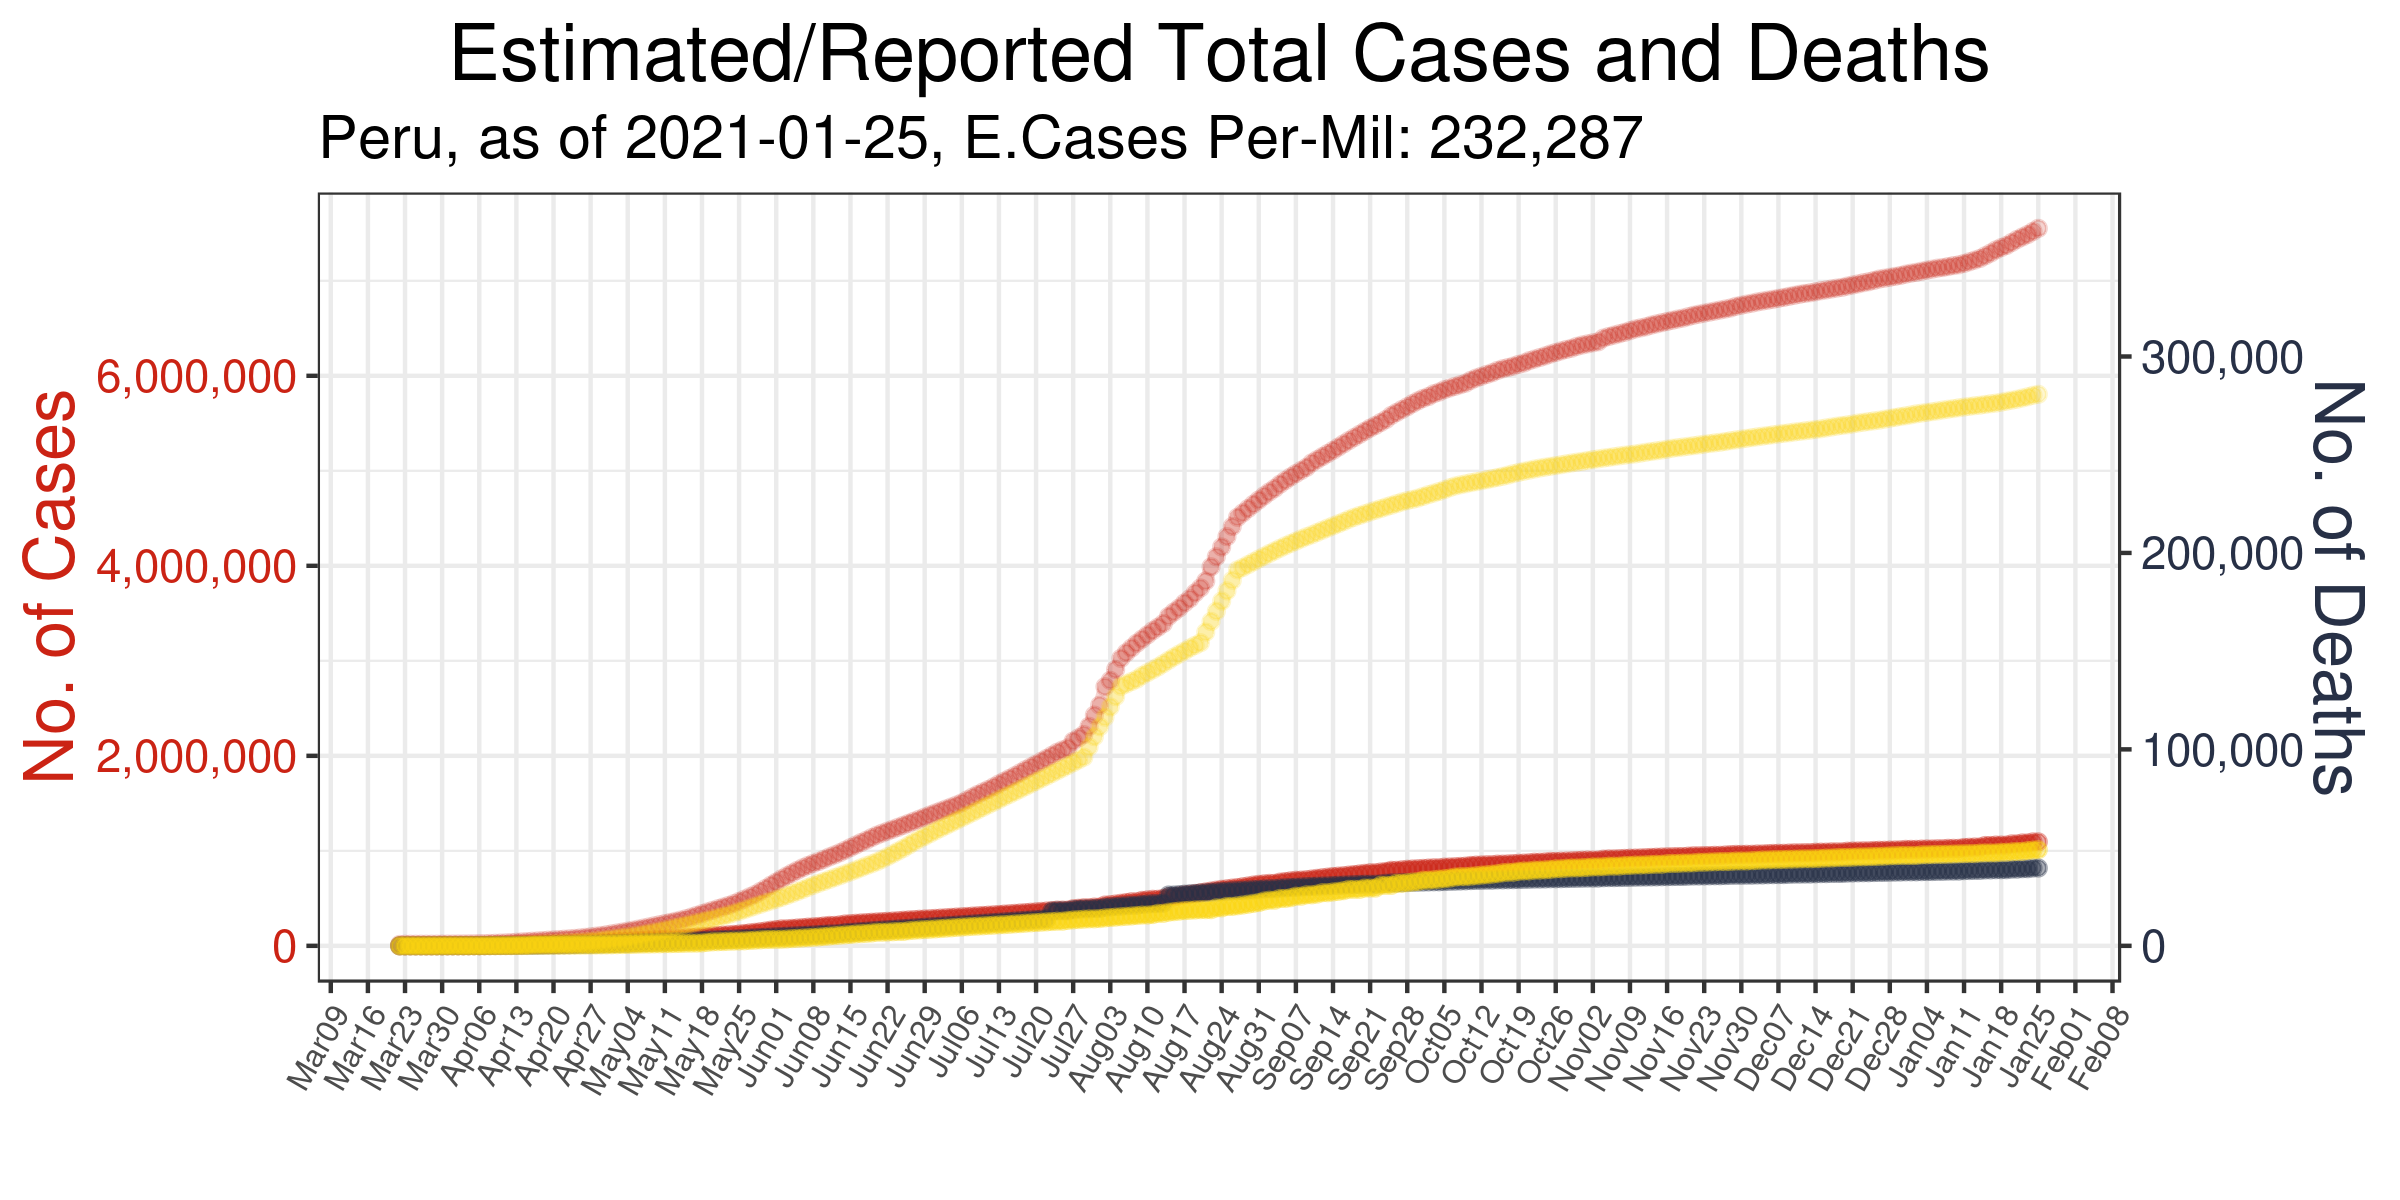 Estimated/Reported Total Cases and Deaths
Peru, as of 2021-01-25, E.Cases Per-Mil: 232,287
No. of Cases
6,000,000
4,000,000
2,000,000
0
300,000
200,000
100,000
0
No. of Deaths
Mar09
Mar16
Mar23
Mar30
Apr06
Apr13
Apr20
Apr27
May04
May11
May18
May25
Jun01
Jun08
Jun15
Jun22
Jun29
Jul06
Jul13
Jul20
Jul27
Aug03
Aug10
Aug17
Aug24
Aug31
Sep07
Sep14
Sep21
Sep28
Oct05
Oct12
Oct19
Oct26
Nov02
Nov09
Nov16
Nov23
Nov30
Dec07
Dec14
Dec21
Dec28
Jan04
Jan11
Jan18
Jan25
Feb01
Feb08